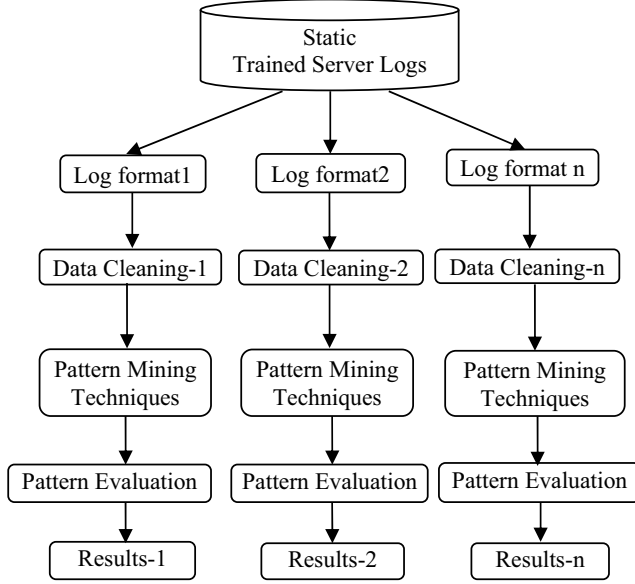 Static
Trained Server Logs
Log format1
Log format2
Log format n
Data Cleaning-1
Data Cleaning-2
Data Cleaning-n
Pattern Mining
Techniques
Pattern Mining
Techniques
Pattern Mining
Techniques
Pattern Evaluation
Pattern Evaluation
Pattern Evaluation
Results-1
Results-2
Results-n